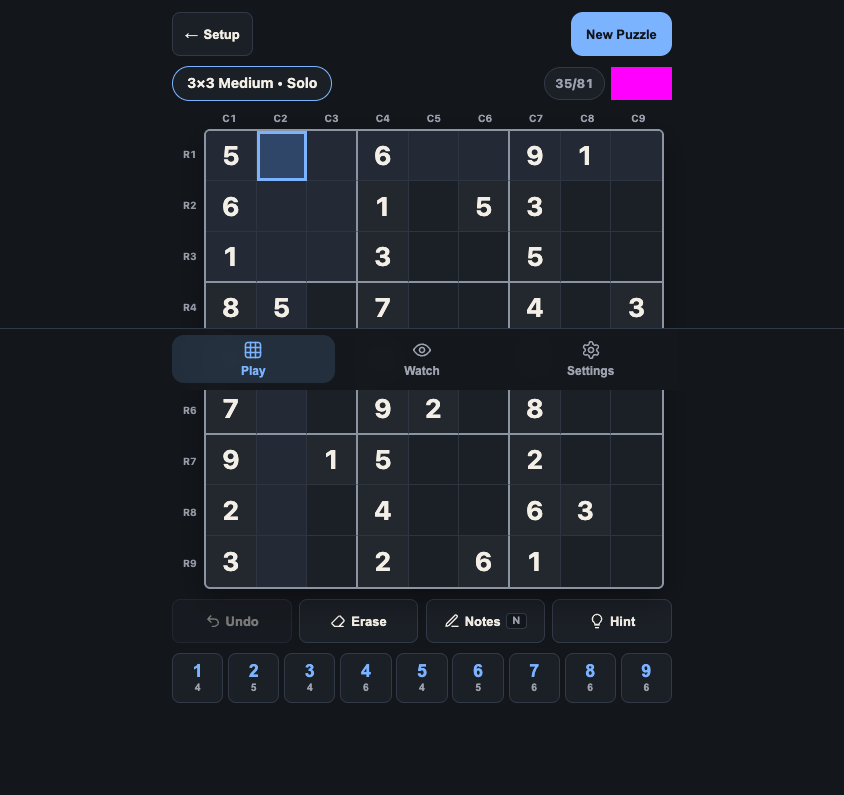 ← Setup
New Puzzle
3×3 Medium • Solo
35/81
C1 C2 C3 C4 C5 C6 C7 C8 C9
R1 5 6 9 1
R2 6 1 5 3
R3 1 3 5
R4 8 5 7 4 3
Play Watch Settings
R6 7 9 2 8
R7 9 1 5 2
R8 2 4 6 3
R9 3 2 6 1
Undo Erase Notes N Hint
1 2 3 4 5 6 7 8 9
4 5 4 6 4 5 6 6 6